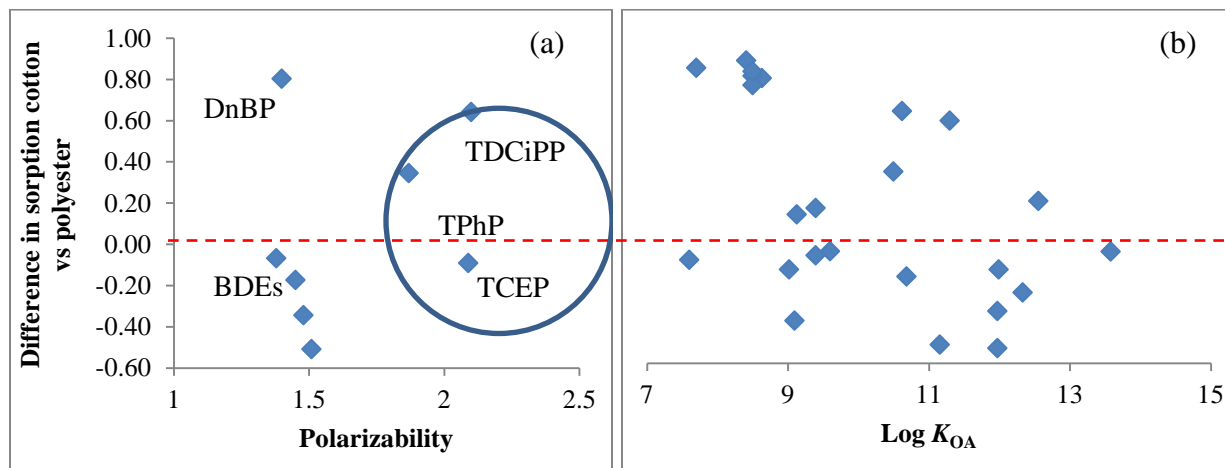 Difference in sorption cotton
vs polyester
1.00
0.80
0.60
0.40
0.20
0.00
-0.20
-0.40
-0.60
(a)
DnBP
TDCiPP
TPhP
BDEs
TCEP
1
1.5
2
2.5
Polarizability
(b)
7
9
11
13
15
Log KOA